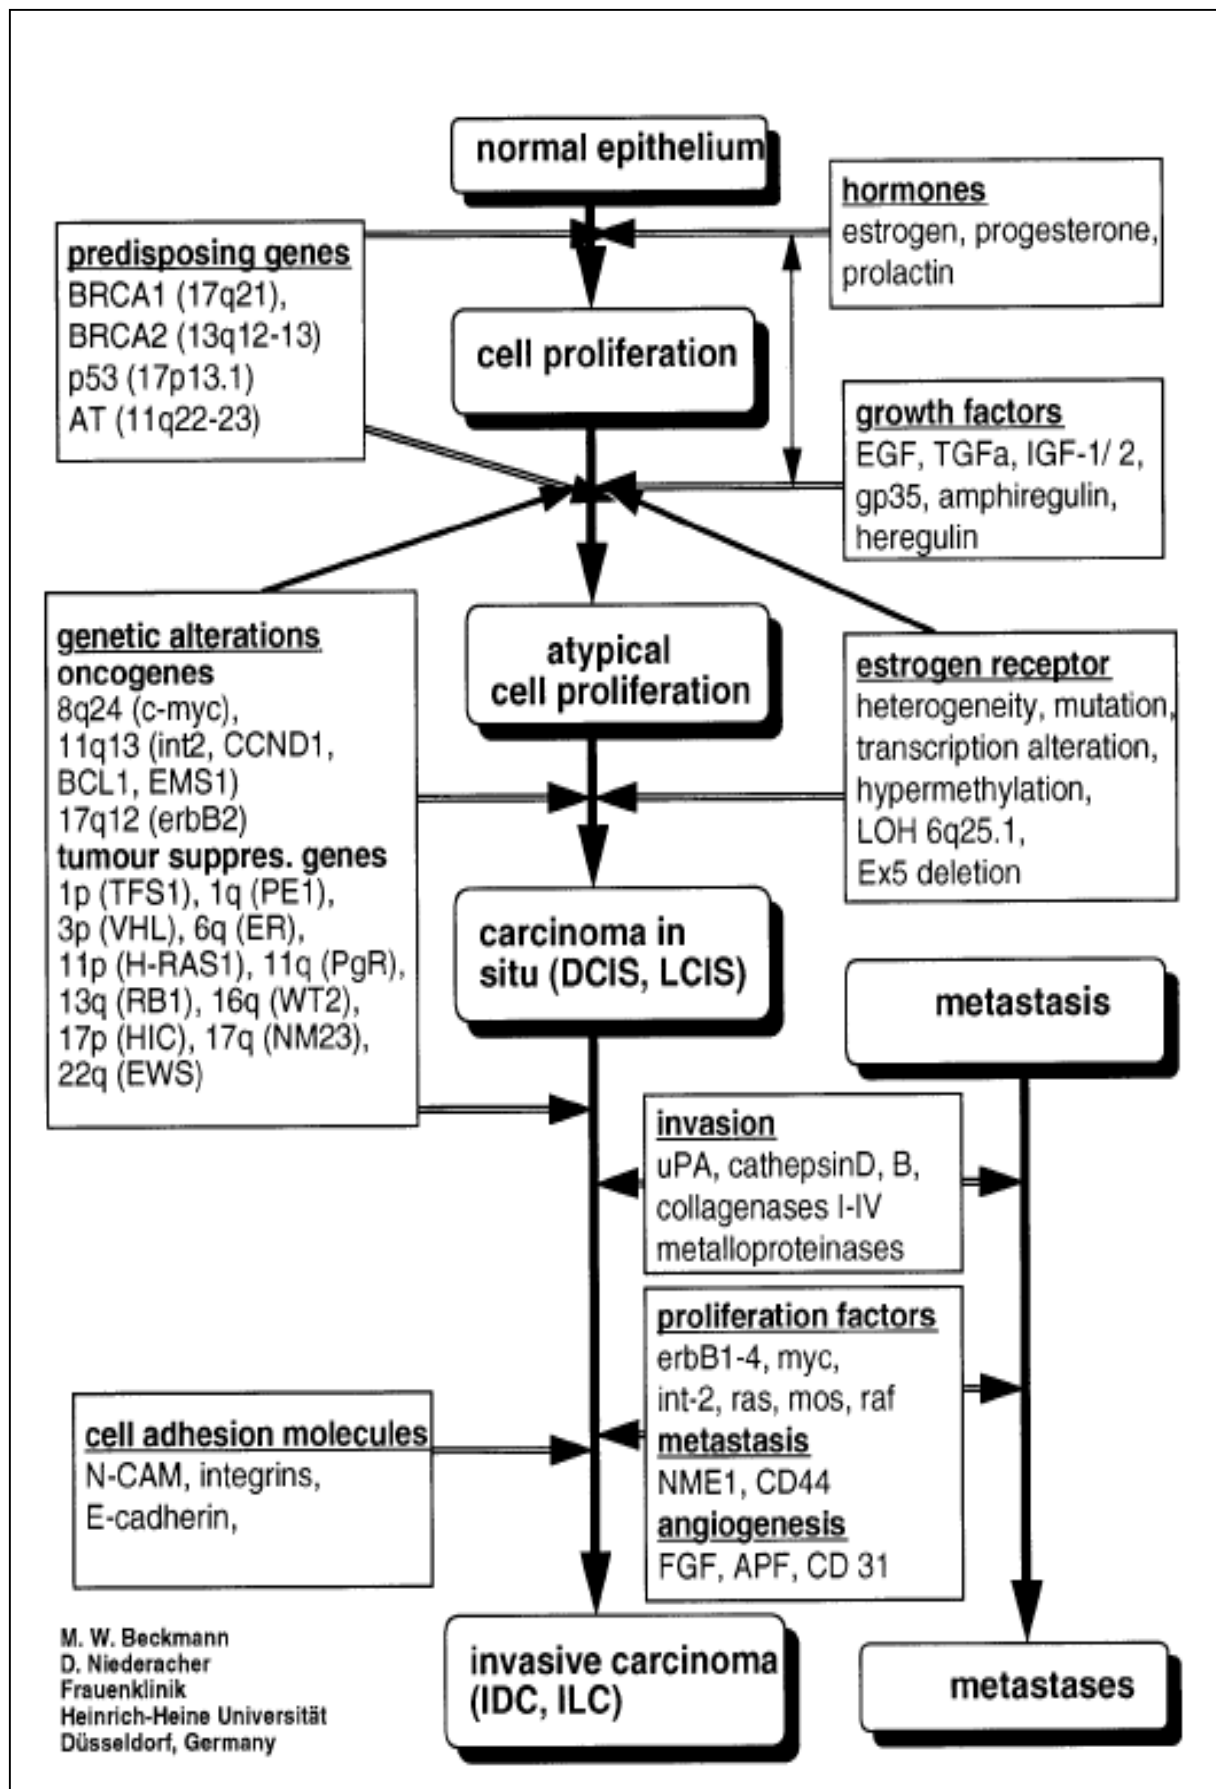 normal epithelium
hormones
estrogen, progesterone,
prolactin
predisposing genes
BRCA1 (17q21),
BRCA2 (13q12-13)
p53 (17p13.1)
AT (11q22-23)
cell proliferation
growth factors
EGF, TGFa, IGF-1/ 2,
gp35, amphiregulin,
heregulin
genetic alterations
oncogenes
8q24 (c-myc),
11q13 (int2, CCND1,
BCL1, EMS1)
17q12 (erbB2)
tumour suppres. genes
1p (TFS1), 1q (PE1),
3p (VHL), 6q (ER),
11p (H-RAS1), 11q (PgR),
13q (RB1), 16q (WT2),
17p (HIC), 17q (NM23),
22q (EWS)
atypical
cell proliferation
estrogen receptor
heterogeneity, mutation,
transcription alteration,
hypermethylation,
LOH 6q25.1,
Ex5 deletion
carcinoma in
situ (DCIS, LCIS)
metastasis
invasion
uPA, cathepsinD, B,
collagenases I-IV
metalloproteinases
proliferation factors
erbB1-4, myc,
int-2, ras, mos, raf
metastasis
NME1, CD44
angiogenesis
FGF, APF, CD 31
cell adhesion molecules
N-CAM, integrins,
E-cadherin,
invasive carcinoma
(IDC, ILC)
metastases
M. W. Beckmann
D. Niederacher
Frauenklinik
Heinrich-Heine Universität
Düsseldorf, Germany